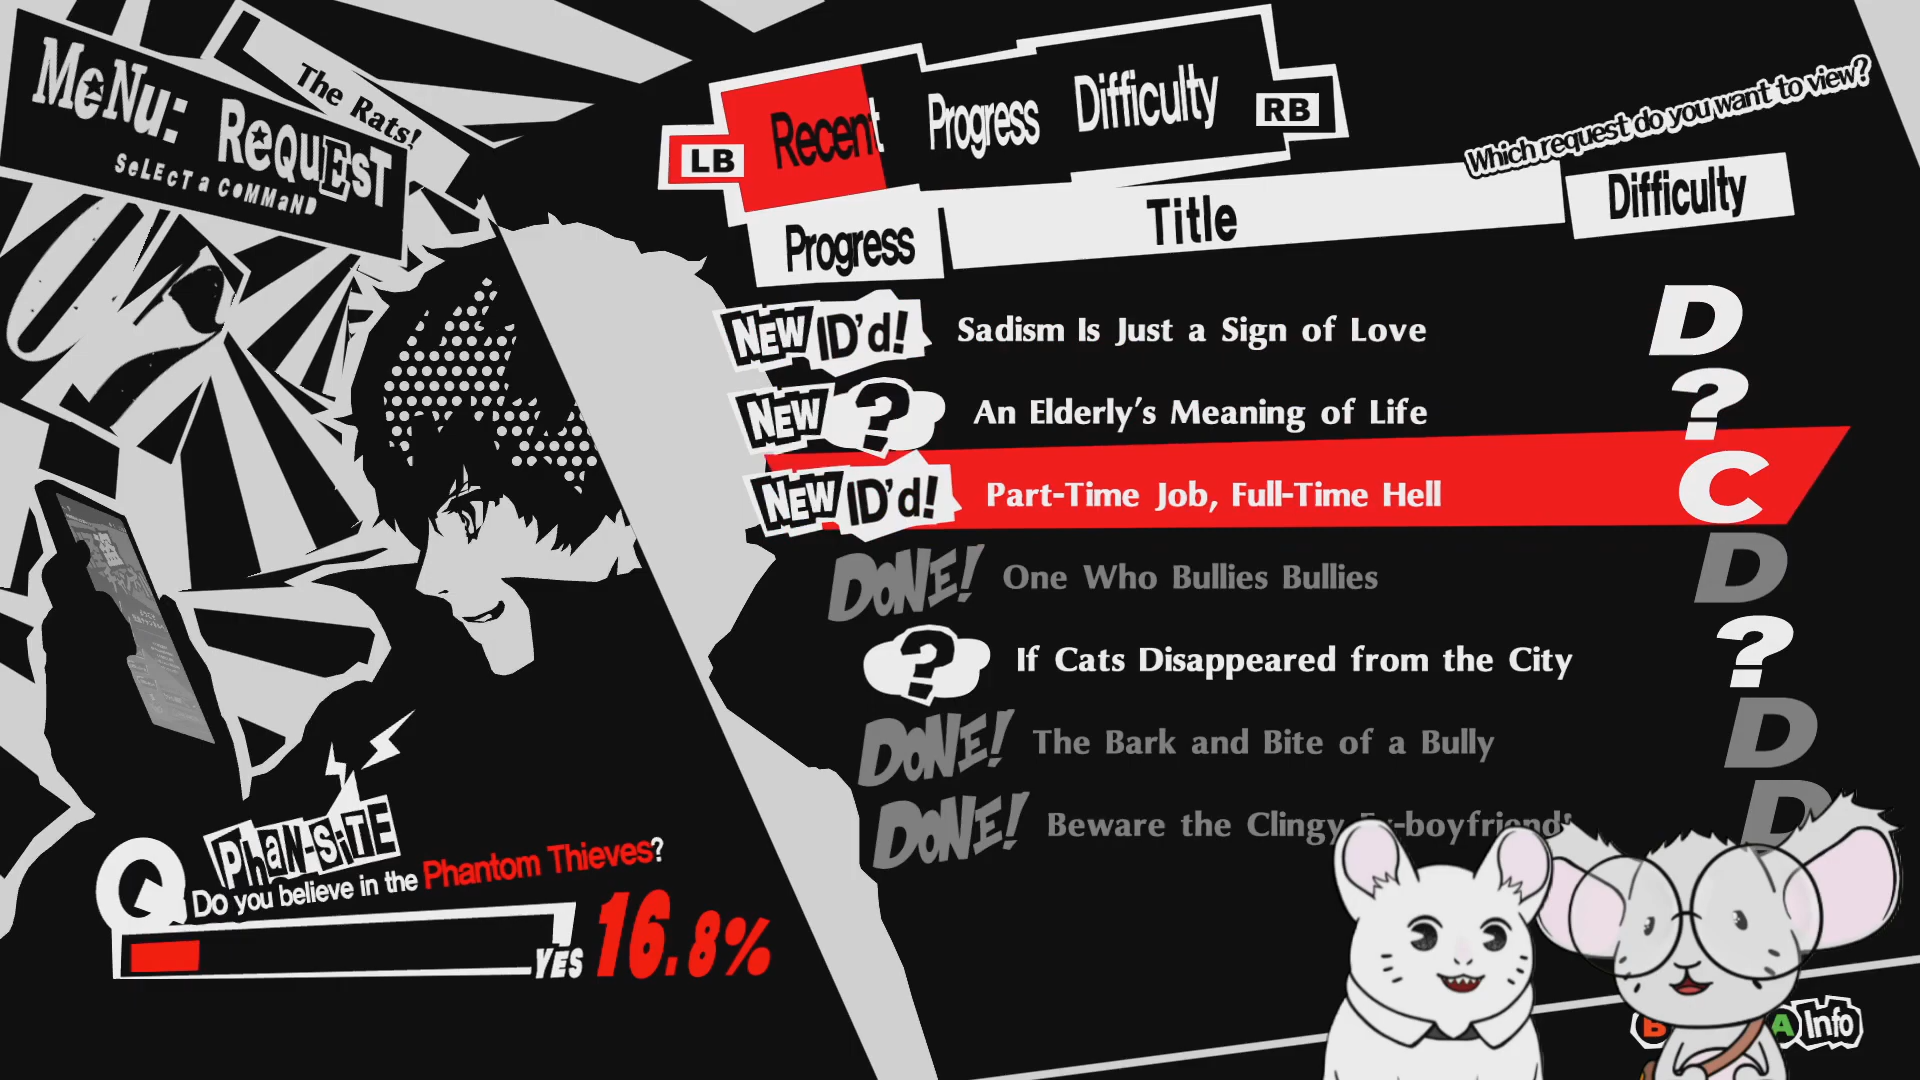 MeNu: ReQuEsT
SeLEcT a CoMMaND
The Rats!
LB Recent Progress Difficulty RB
Which request do you want to view?
Progress Title Difficulty
NEW ID'd! Sadism Is Just a Sign of Love D
NEW ? An Elderly's Meaning of Life ?
NEW ID'd! Part-Time Job, Full-Time Hell C
DONE! One Who Bullies Bullies D
? If Cats Disappeared from the City ?
DONE! The Bark and Bite of a Bully D
DONE! Beware the Clingy Ex-boyfriend! D
PhaN-SiTE
Q Do you believe in the Phantom Thieves?
YES 16.8%
B A Info